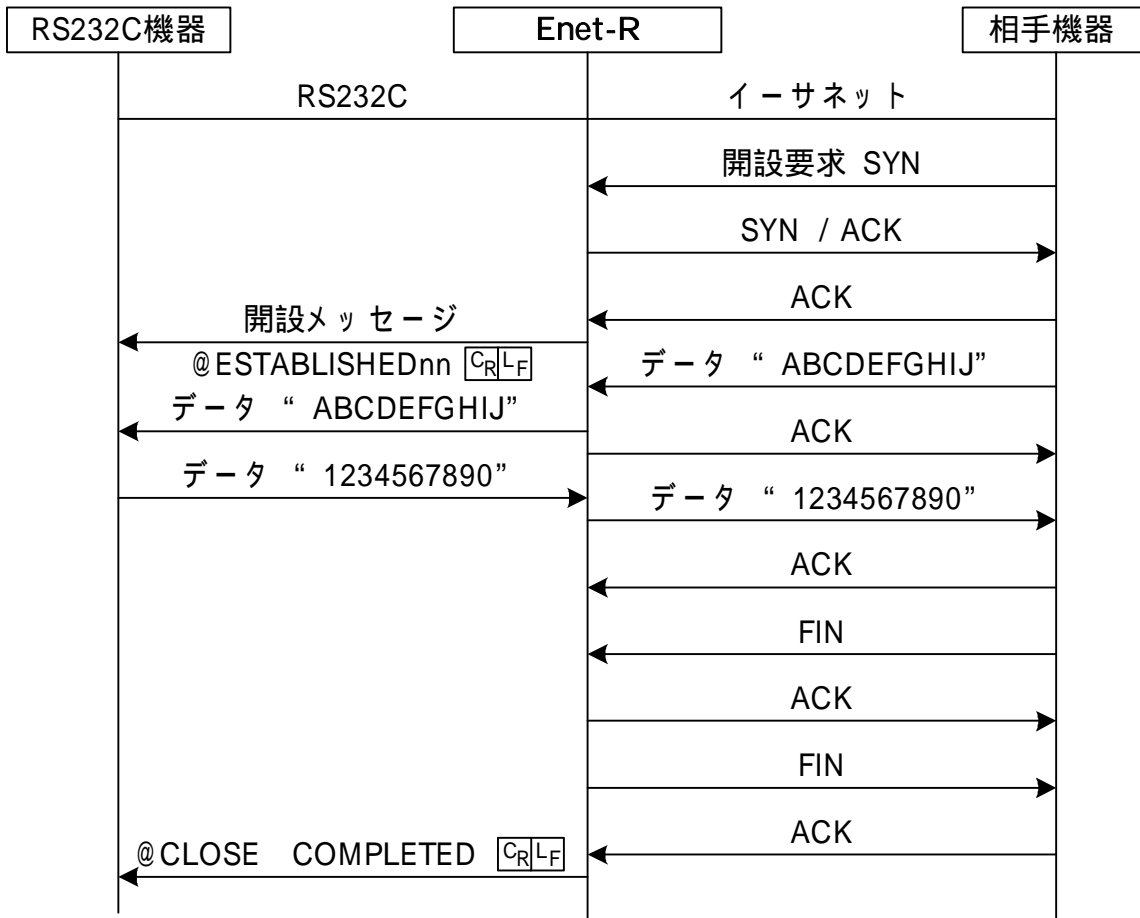 RS232C機器
Enet-R
相手機器
RS232C
イーサネット
開設要求 SYN
SYN / ACK
ACK
開設メッセージ
@ESTABLISHEDnn CRLF
データ “ ABCDEFGHIJ”
データ “ ABCDEFGHIJ”
ACK
データ “ 1234567890”
データ “ 1234567890”
ACK
FIN
ACK
FIN
ACK
@CLOSE COMPLETED CRLF